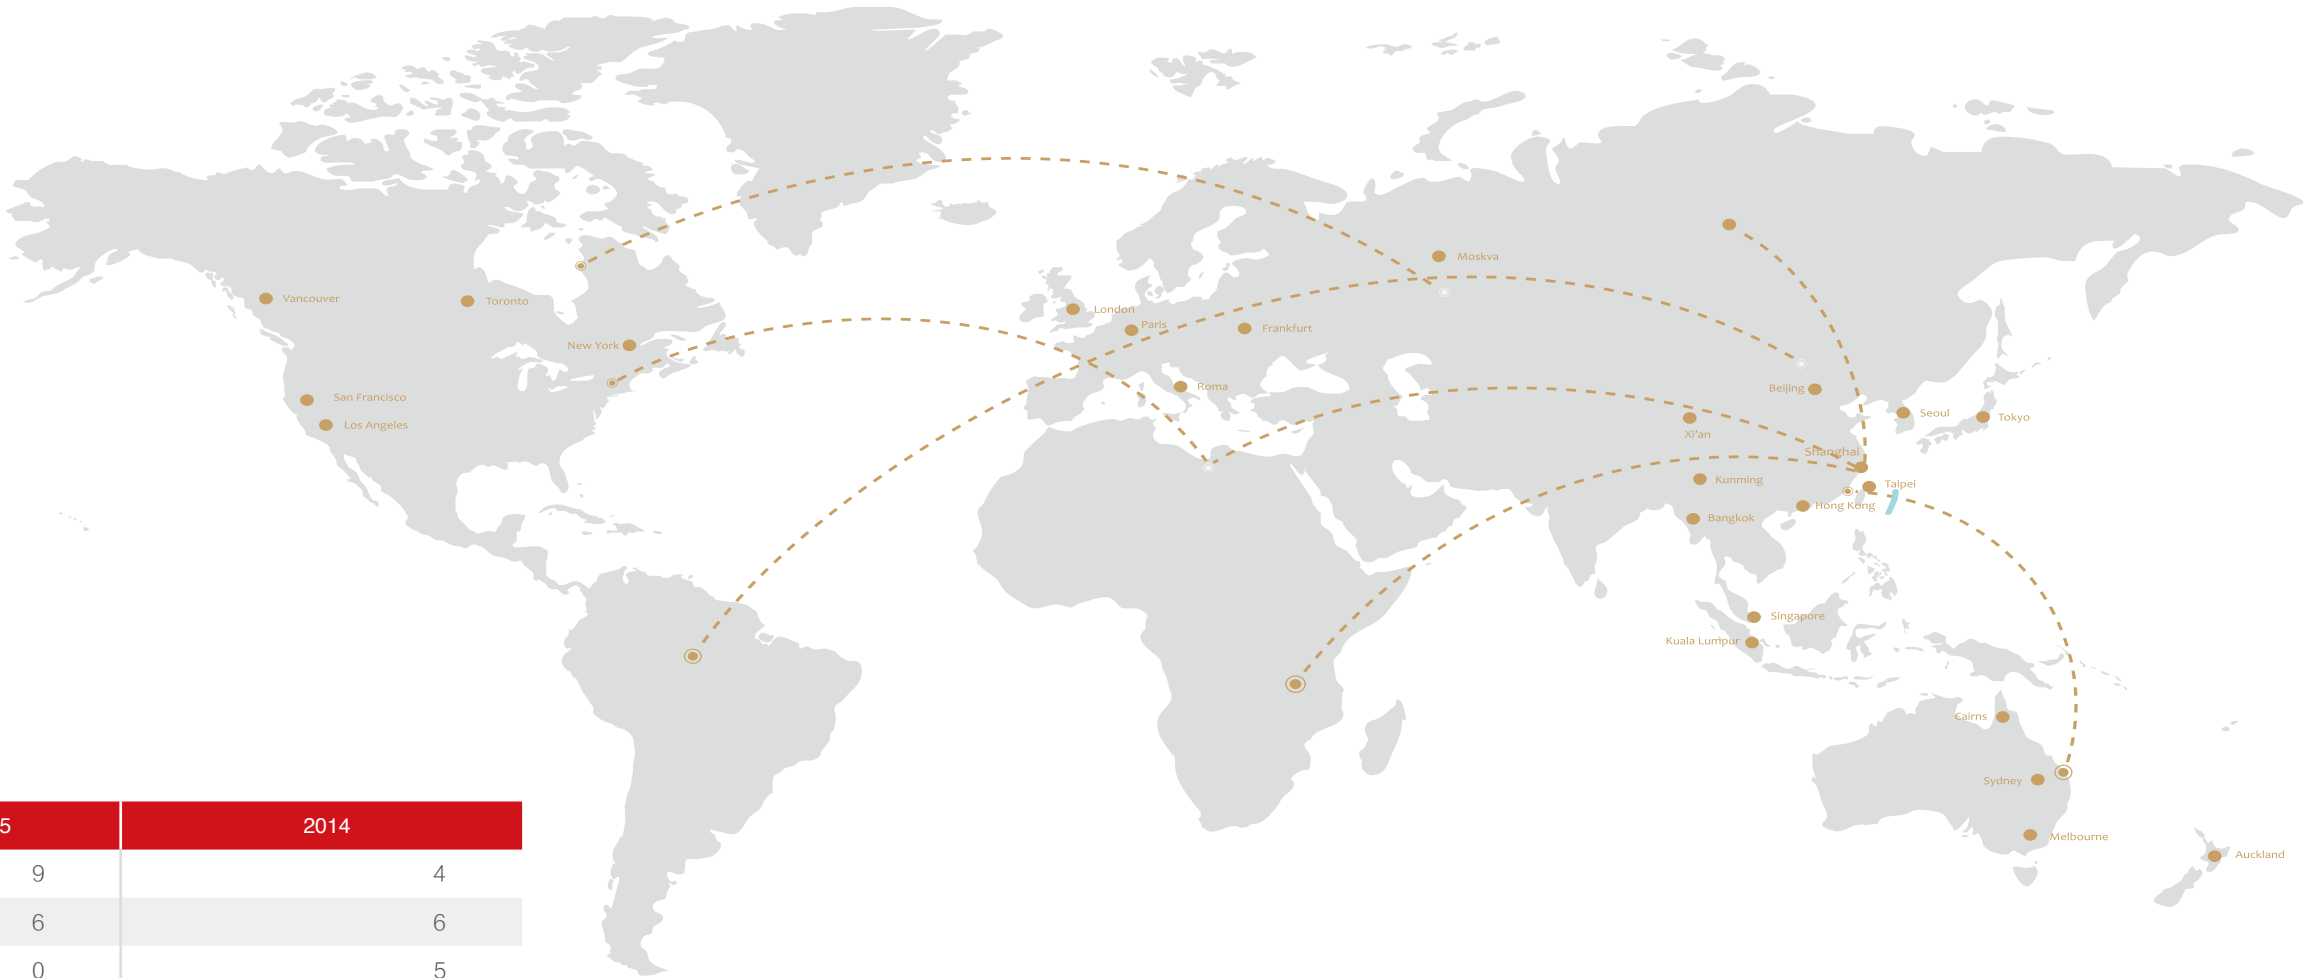 Moskva
Vancouver
Toronto
London
Paris
Frankfurt
New York
Roma
Beijing
San Francisco
Los Angeles
Seoul
Tokyo
Xi'an
Shanghai
Kunming
Taipei
Hong Kong
Bangkok
Singapore
Kuala Lumpur
Cairns
Sydney
Melbourne
Auckland
5 2014
9 4
6 6
0 5